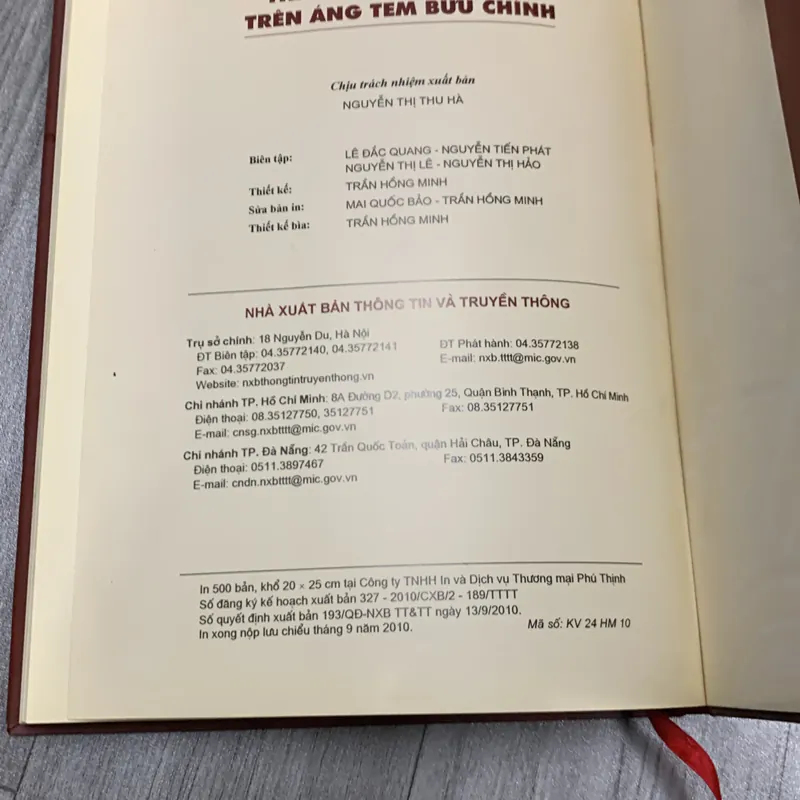 TRÊN ÁNG TEM BƯU CHÍNH
Chịu trách nhiệm xuất bản
NGUYỄN THỊ THU HÀ
Biên tập: LÊ ĐẮC QUANG - NGUYỄN TIẾN PHÁT
NGUYỄN THỊ LÊ - NGUYỄN THỊ HẢO
Thiết kế: TRẦN HỒNG MINH
Sửa bản in: MAI QUỐC BẢO - TRẦN HỒNG MINH
Thiết kế bìa: TRẦN HỒNG MINH
NHÀ XUẤT BẢN THÔNG TIN VÀ TRUYỀN THÔNG
Trụ sở chính: 18 Nguyễn Du, Hà Nội
ĐT Biên tập: 04.35772140, 04.35772141 ĐT Phát hành: 04.35772138
Fax: 04.35772037 E-mail: nxb.tttt@mic.gov.vn
Website: nxbthongtintruyenthong.vn
Chi nhánh TP. Hồ Chí Minh: 8A Đường D2, phường 25, Quận Bình Thạnh, TP. Hồ Chí Minh
Điện thoại: 08.35127750, 35127751 Fax: 08.35127751
E-mail: cnsg.nxbtttt@mic.gov.vn
Chi nhánh TP. Đà Nẵng: 42 Trần Quốc Toản, quận Hải Châu, TP. Đà Nẵng
Điện thoại: 0511.3897467 Fax: 0511.3843359
E-mail: cndn.nxbtttt@mic.gov.vn
In 500 bản, khổ 20 × 25 cm tại Công ty TNHH In và Dịch vụ Thương mại Phú Thịnh
Số đăng ký kế hoạch xuất bản 327 - 2010/CXB/2 - 189/TTTT
Số quyết định xuất bản 193/QĐ-NXB TT&TT ngày 13/9/2010.
In xong nộp lưu chiểu tháng 9 năm 2010. Mã số: KV 24 HM 10